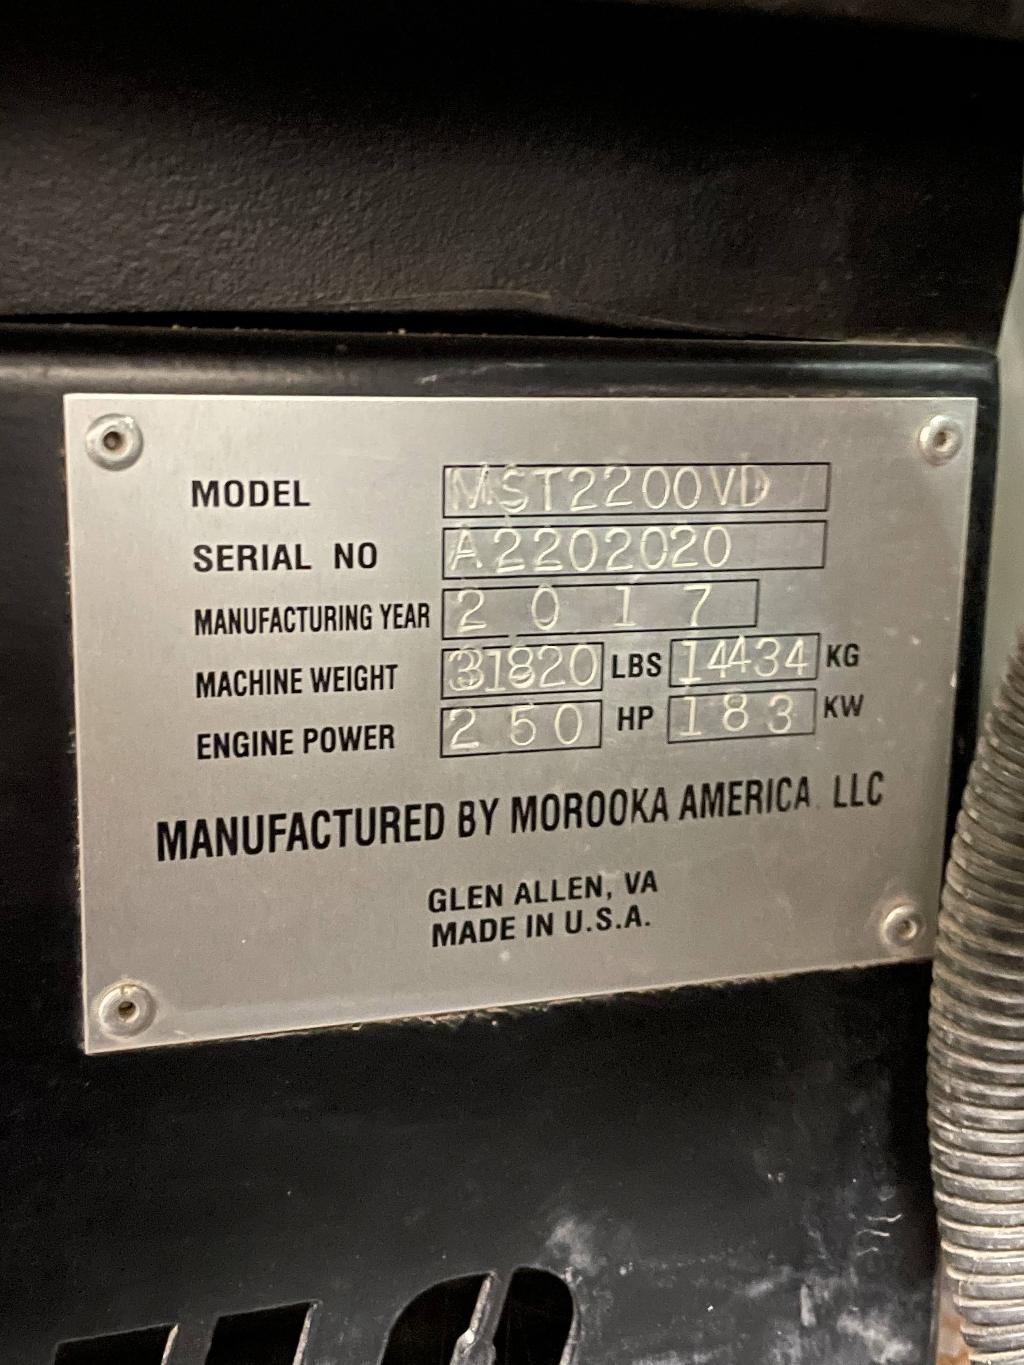 MODEL MST2200VD
SERIAL NO A2202020
MANUFACTURING YEAR 2017
MACHINE WEIGHT 31820 LBS 14434 KG
ENGINE POWER 250 HP 183 KW
MANUFACTURED BY MOROOKA AMERICA LLC
GLEN ALLEN, VA
MADE IN U.S.A.